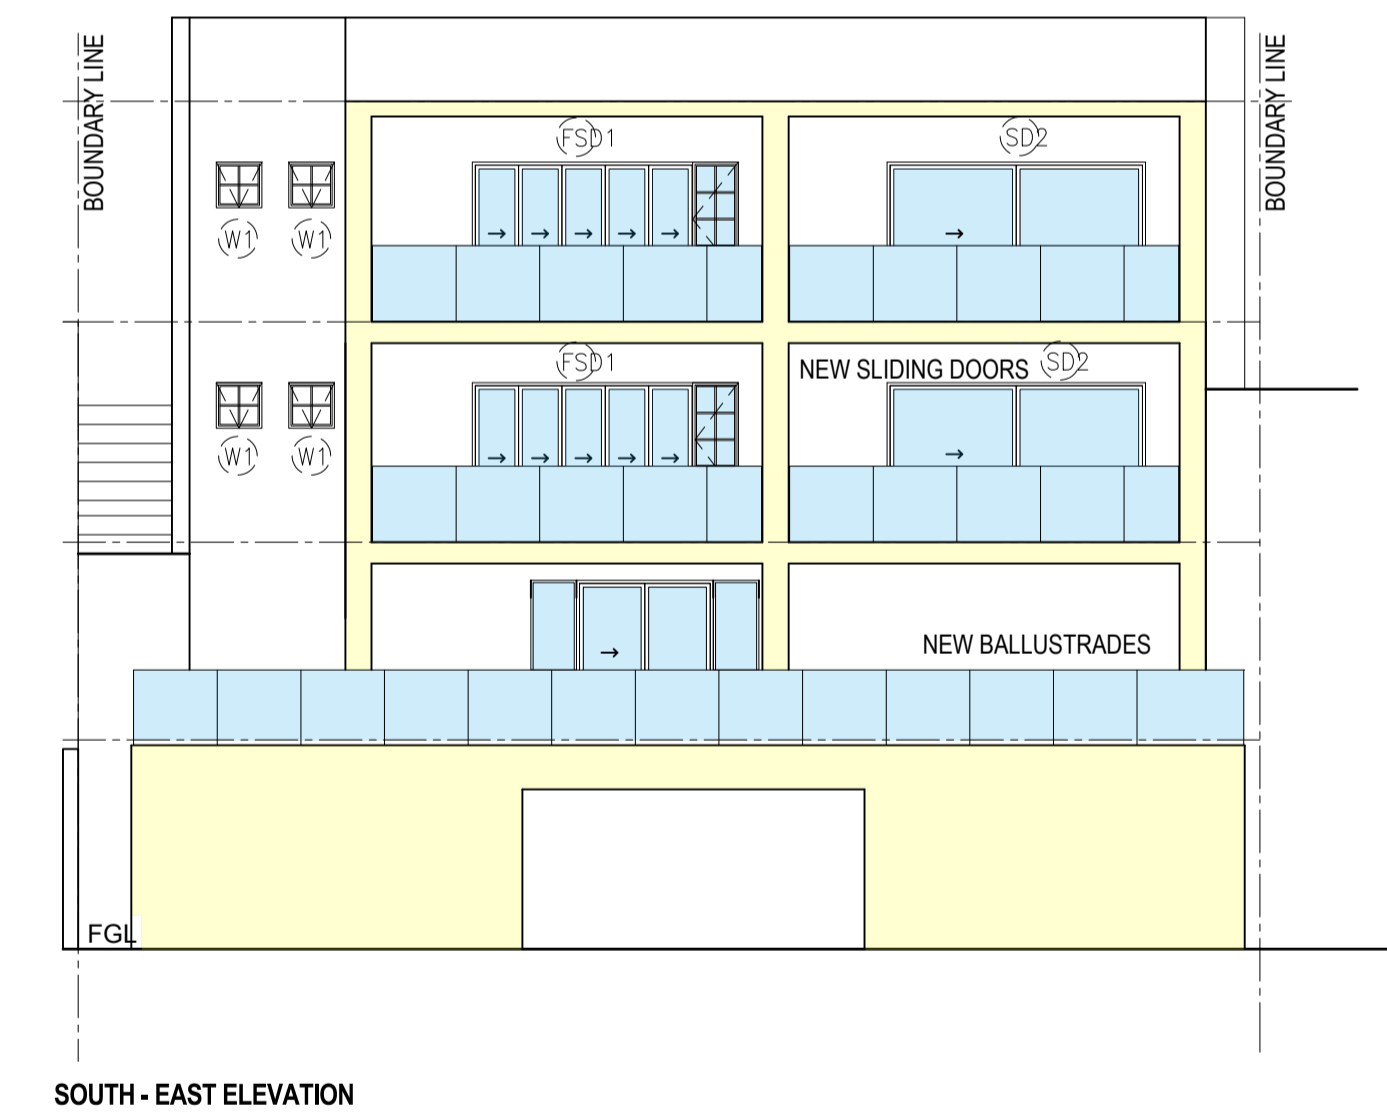 BOUNDARY LINE
BOUNDARY LINE
FSD1
SD2
W1
W1
FSD1
NEW SLIDING DOORS
SD2
W1
W1
NEW BALLUSTRADES
FGL
SOUTH - EAST ELEVATION